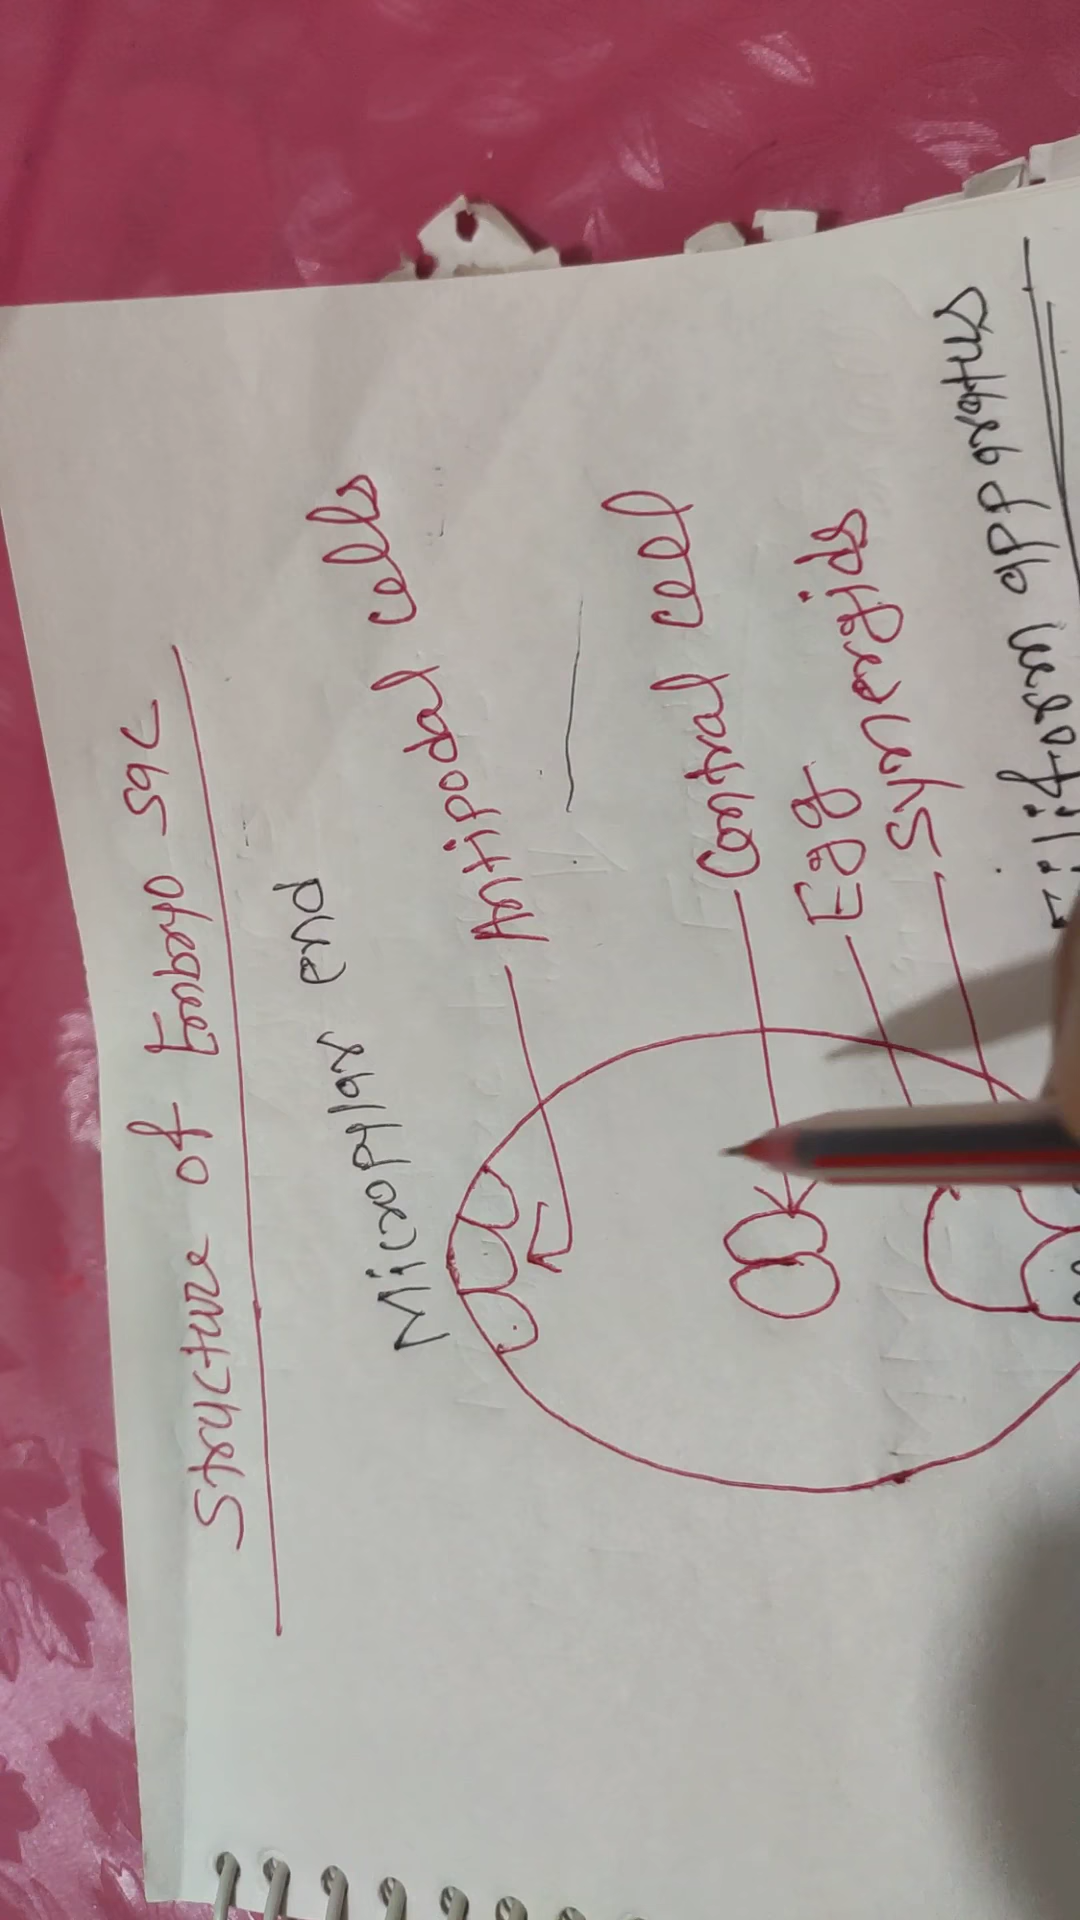 Structure of Embryo sac
Micropylar end
Antipodal cells
Central cell
Egg
Synergids
Filiform apparatus